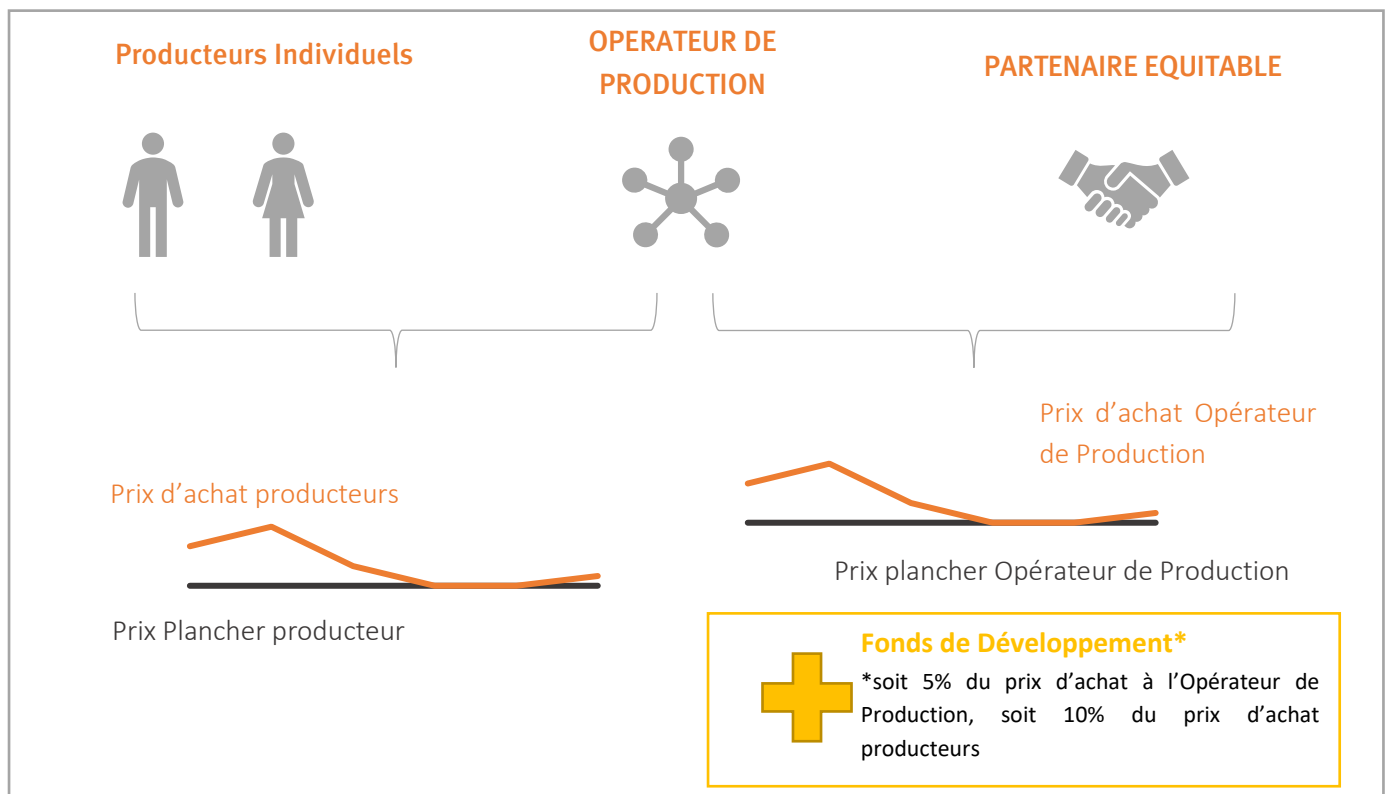 Producteurs Individuels
OPERATEUR DE
PRODUCTION
PARTENAIRE EQUITABLE
Prix d’achat producteurs
Prix Plancher producteur
Prix d’achat Opérateur
de Production
Prix plancher Opérateur de Production
Fonds de Développement*
*soit 5% du prix d’achat à l’Opérateur de
Production, soit 10% du prix d’achat
producteurs